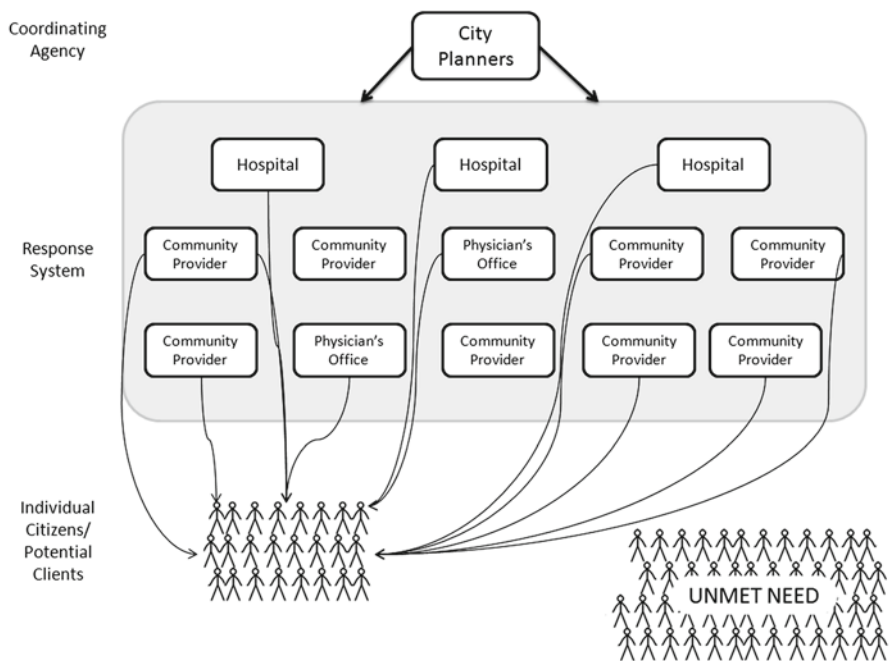 Coordinating
Agency
City
Planners
Hospital
Hospital
Hospital
Response
System
Community
Provider
Community
Provider
Physician's
Office
Community
Provider
Community
Provider
Community
Provider
Physician's
Office
Community
Provider
Community
Provider
Community
Provider
Individual
Citizens/
Potential
Clients
UNMET NEED